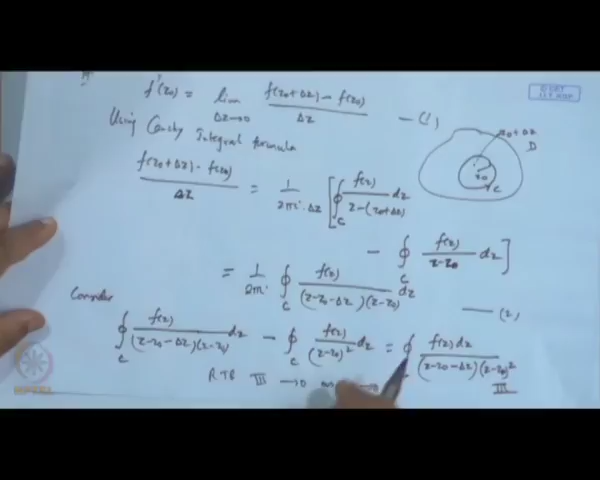 f'(z0) = lim Δz→0 f(z0+Δz) - f(z0) / Δz — (1)
Using Cauchy Integral formula
f(z0+Δz) - f(z0) / Δz = 1 / 2πi·Δz [ ∮C f(z) / z-(z0+Δz) dz
- ∮C f(z) / z-z0 dz ]
= 1 / 2πi ∮C f(z) / (z-z0-Δz)(z-z0) dz — (2)
Consider
∮C f(z) / (z-z0-Δz)(z-z0) dz - ∮C f(z) / (z-z0)² dz = ∮ f(z) dz / (z-z0-Δz)(z-z0)²
R.T.P. III →0 →0
III
z0+Δz
D
z0
C